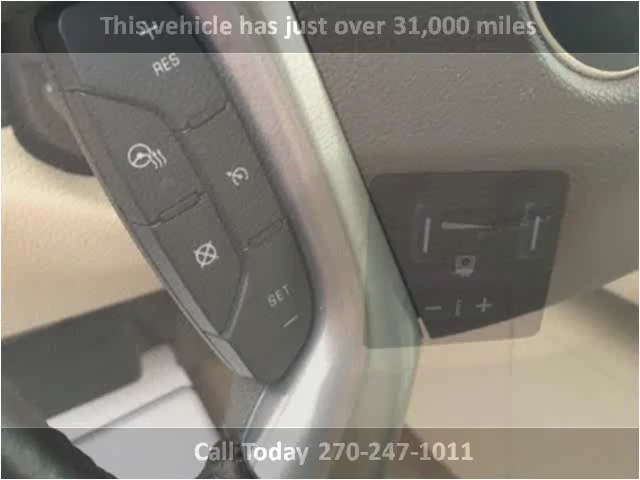 This vehicle has just over 31,000 miles
+
RES
SET
−
− +
Call Today 270-247-1011